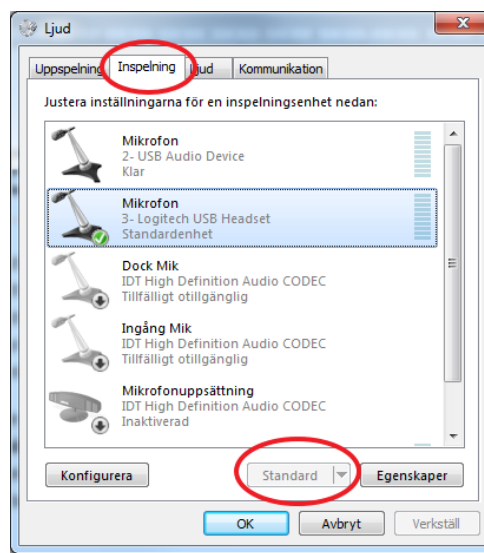 Ljud
Uppspelning Inspelning Ljud Kommunikation
Justera inställningarna för en inspelningsenhet nedan:
Mikrofon
2- USB Audio Device
Klar
Mikrofon
3- Logitech USB Headset
Standardenhet
Dock Mik
IDT High Definition Audio CODEC
Tillfälligt otillgänglig
Ingång Mik
IDT High Definition Audio CODEC
Tillfälligt otillgänglig
Mikrofonuppsättning
IDT High Definition Audio CODEC
Inaktiverad
Konfigurera Standard Egenskaper
OK Avbryt Verkställ